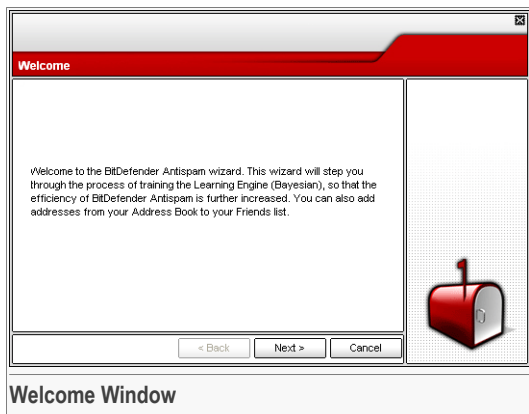 Welcome
Welcome to the BitDefender Antispam wizard. This wizard will step you
through the process of training the Learning Engine (Bayesian), so that the
efficiency of BitDefender Antispam is further increased. You can also add
addresses from your Address Book to your Friends list.
< Back Next > Cancel
Welcome Window